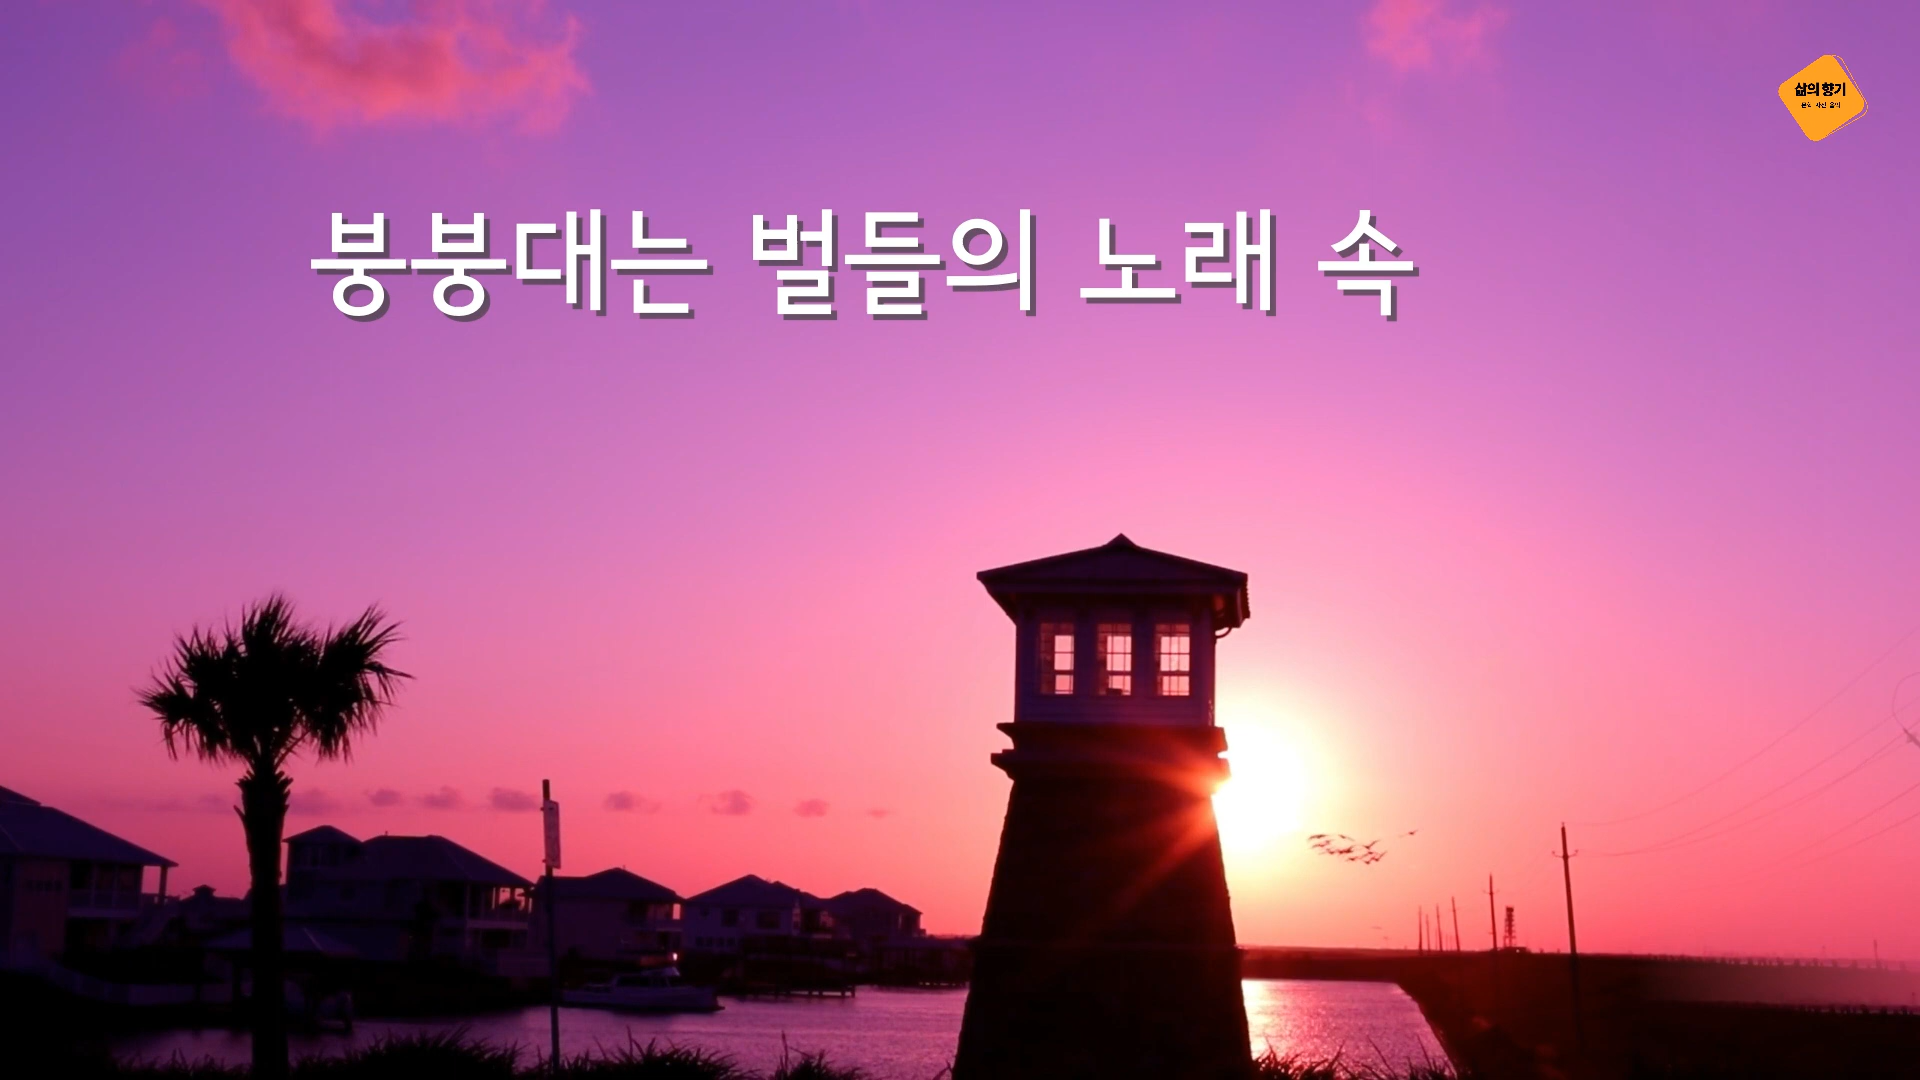 붕붕대는 벌들의 노래 속
삶의 향기